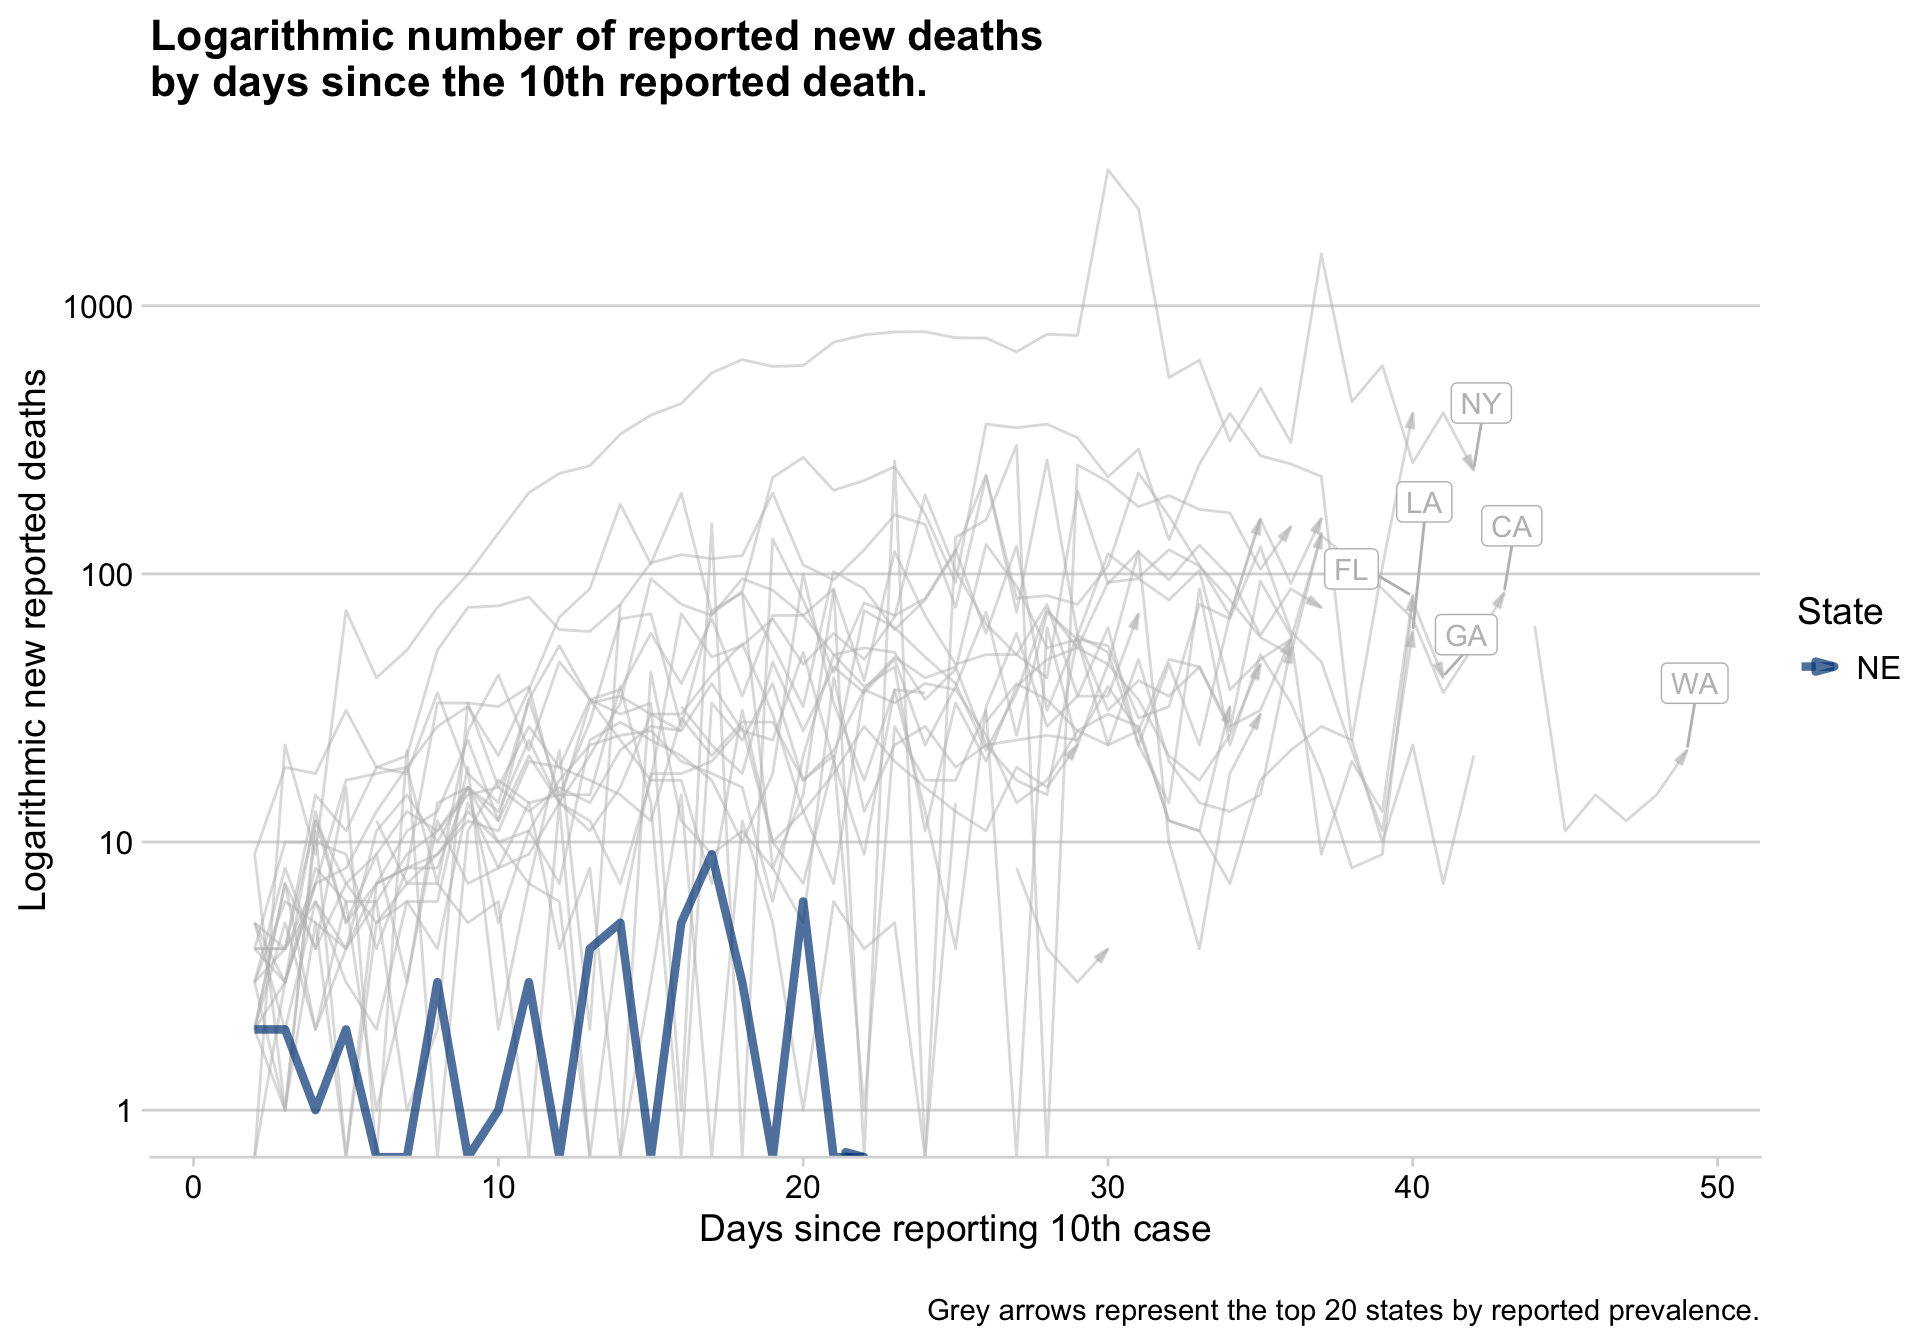 Logarithmic number of reported new deaths
by days since the 10th reported death.
Logarithmic new reported deaths
1000
100
10
1
NY
LA
CA
FL
GA
WA
State
NE
0
10
20
30
40
50
Days since reporting 10th case
Grey arrows represent the top 20 states by reported prevalence.